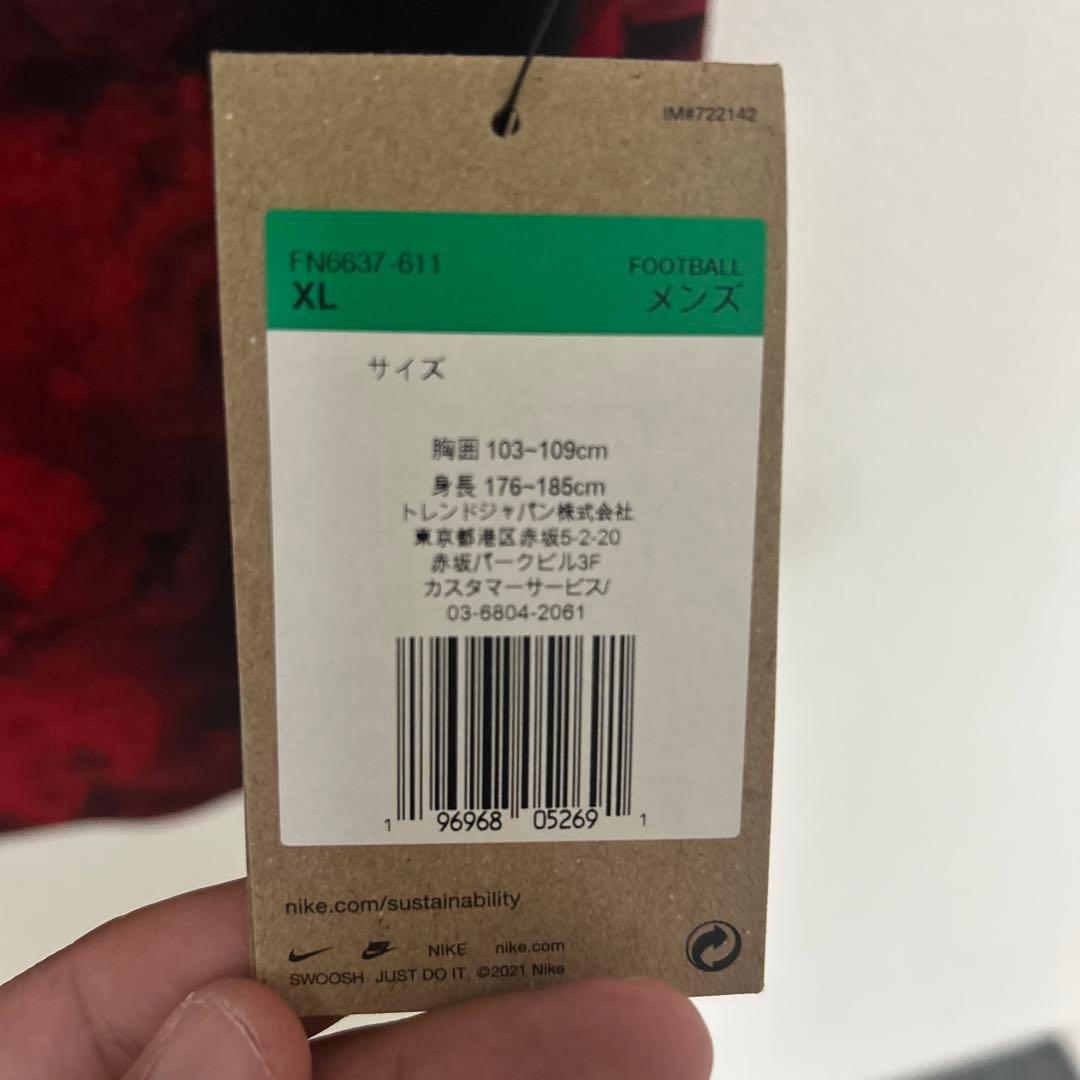 IM#722142
FN6637-611
XL
FOOTBALL
メンズ
サイズ
胸囲 103~109cm
身長 176~185cm
トレンドジャパン株式会社
東京都港区赤坂5-2-20
赤坂パークビル3F
カスタマーサービス/
03-6804-2061
1 96968 05269 1
nike.com/sustainability
NIKE nike.com
SWOOSH JUST DO IT. ©2021 Nike